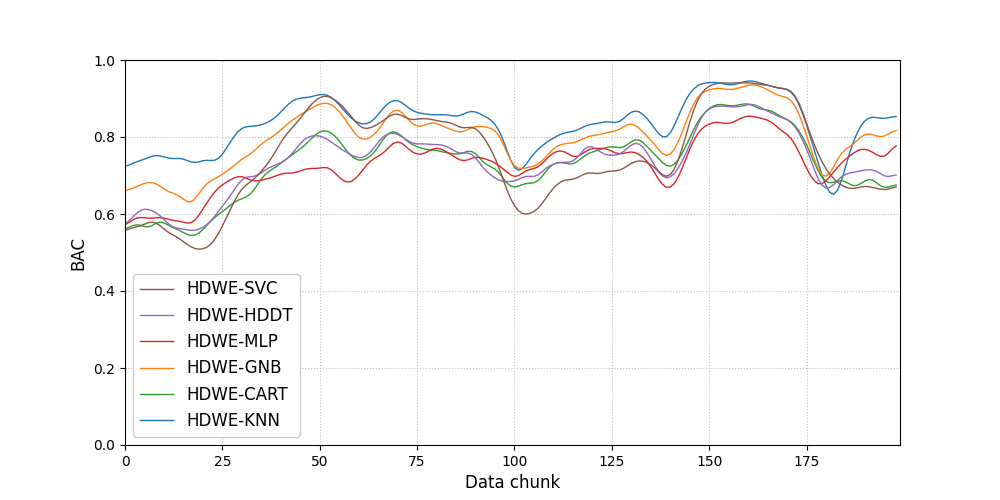 1.0
0.8
0.6
0.4
0.2
0.0
BAC
HDWE-SVC
HDWE-HDDT
HDWE-MLP
HDWE-GNB
HDWE-CART
HDWE-KNN
0 25 50 75 100 125 150 175
Data chunk